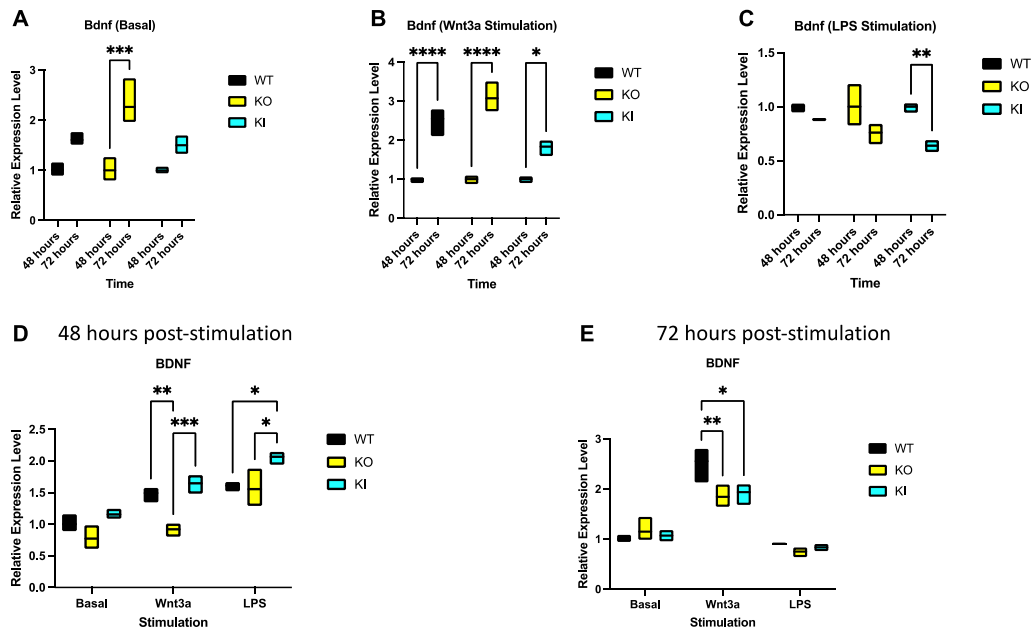 A
Bdnf (Basal)
Relative Expression Level
3
2
1
0
***
48 hours
72 hours
48 hours
72 hours
48 hours
72 hours
Time
WT
KO
KI
B
Bdnf (Wnt3a Stimulation)
Relative Expression Level
4
3
2
1
0
****
****
*
48 hours
72 hours
48 hours
72 hours
48 hours
72 hours
Time
WT
KO
KI
C
Bdnf (LPS Stimulation)
Relative Expression Level
1.5
1.0
0.5
0.0
**
48 hours
72 hours
48 hours
72 hours
48 hours
72 hours
Time
WT
KO
KI
D
48 hours post-stimulation
BDNF
Relative Expression Level
2.5
2.0
1.5
1.0
0.5
0.0
**
***
*
*
Basal
Wnt3a
LPS
Stimulation
WT
KO
KI
E
72 hours post-stimulation
BDNF
Relative Expression Level
3
2
1
0
*
**
Basal
Wnt3a
LPS
Stimulation
WT
KO
KI